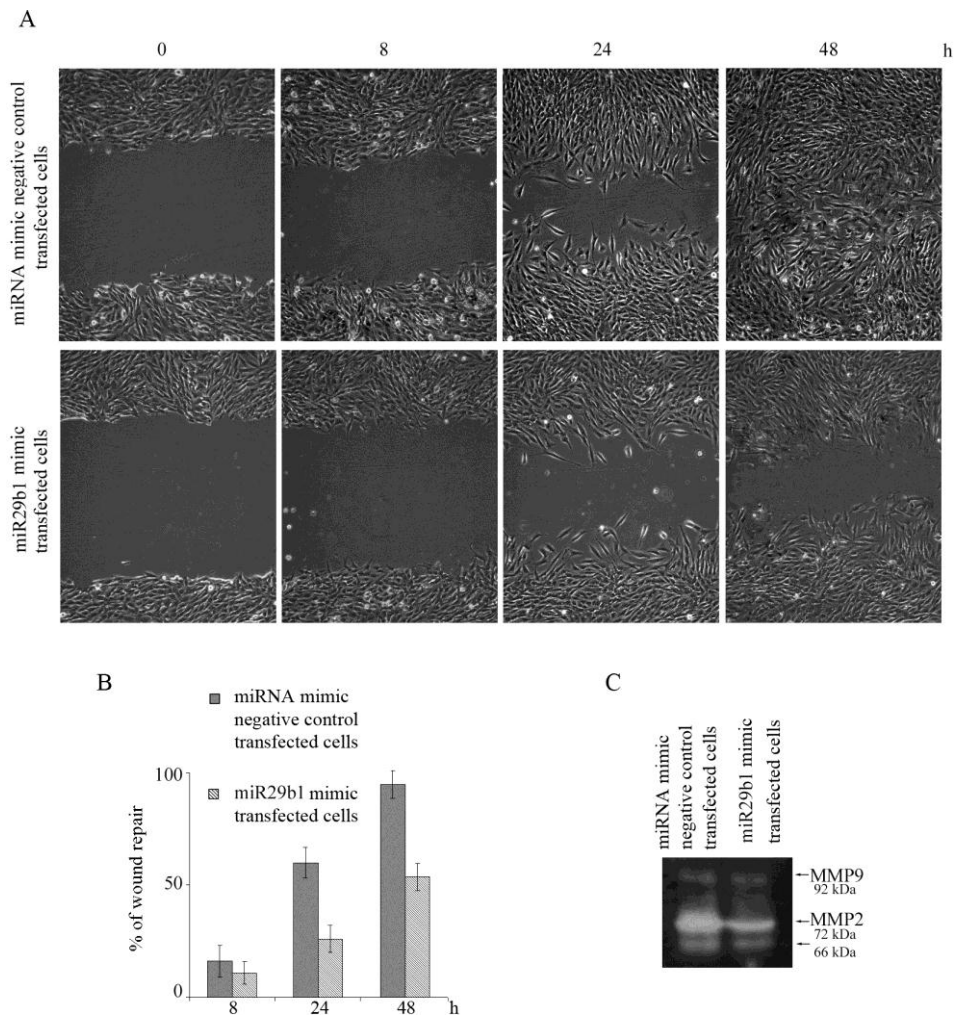 A
0 8 24 48 h
miRNA mimic negative control
transfected cells
miR29b1 mimic
transfected cells
B
miRNA mimic
negative control
transfected cells
miR29b1 mimic
transfected cells
% of wound repair
100
50
0
8 24 48 h
C
miRNA mimic
negative control
transfected cells
miR29b1 mimic
transfected cells
MMP9
92 kDa
MMP2
72 kDa
66 kDa